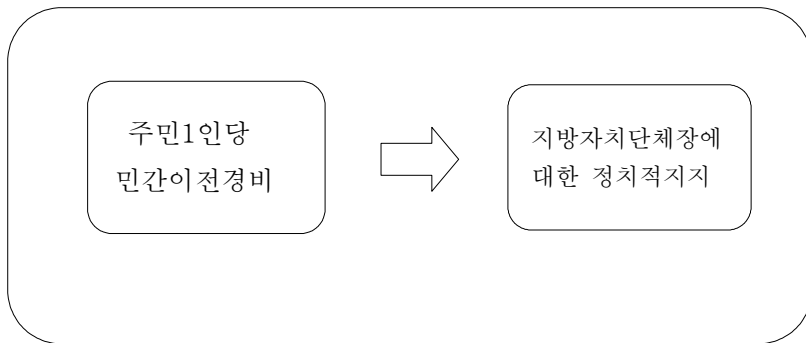 주민1인당
민간이전경비
지방자치단체장에
대한 정치적지지